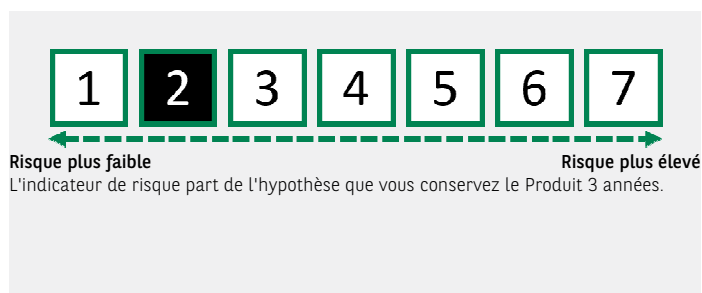 1 2 3 4 5 6 7
Risque plus faible Risque plus élevé
L'indicateur de risque part de l'hypothèse que vous conservez le Produit 3 années.